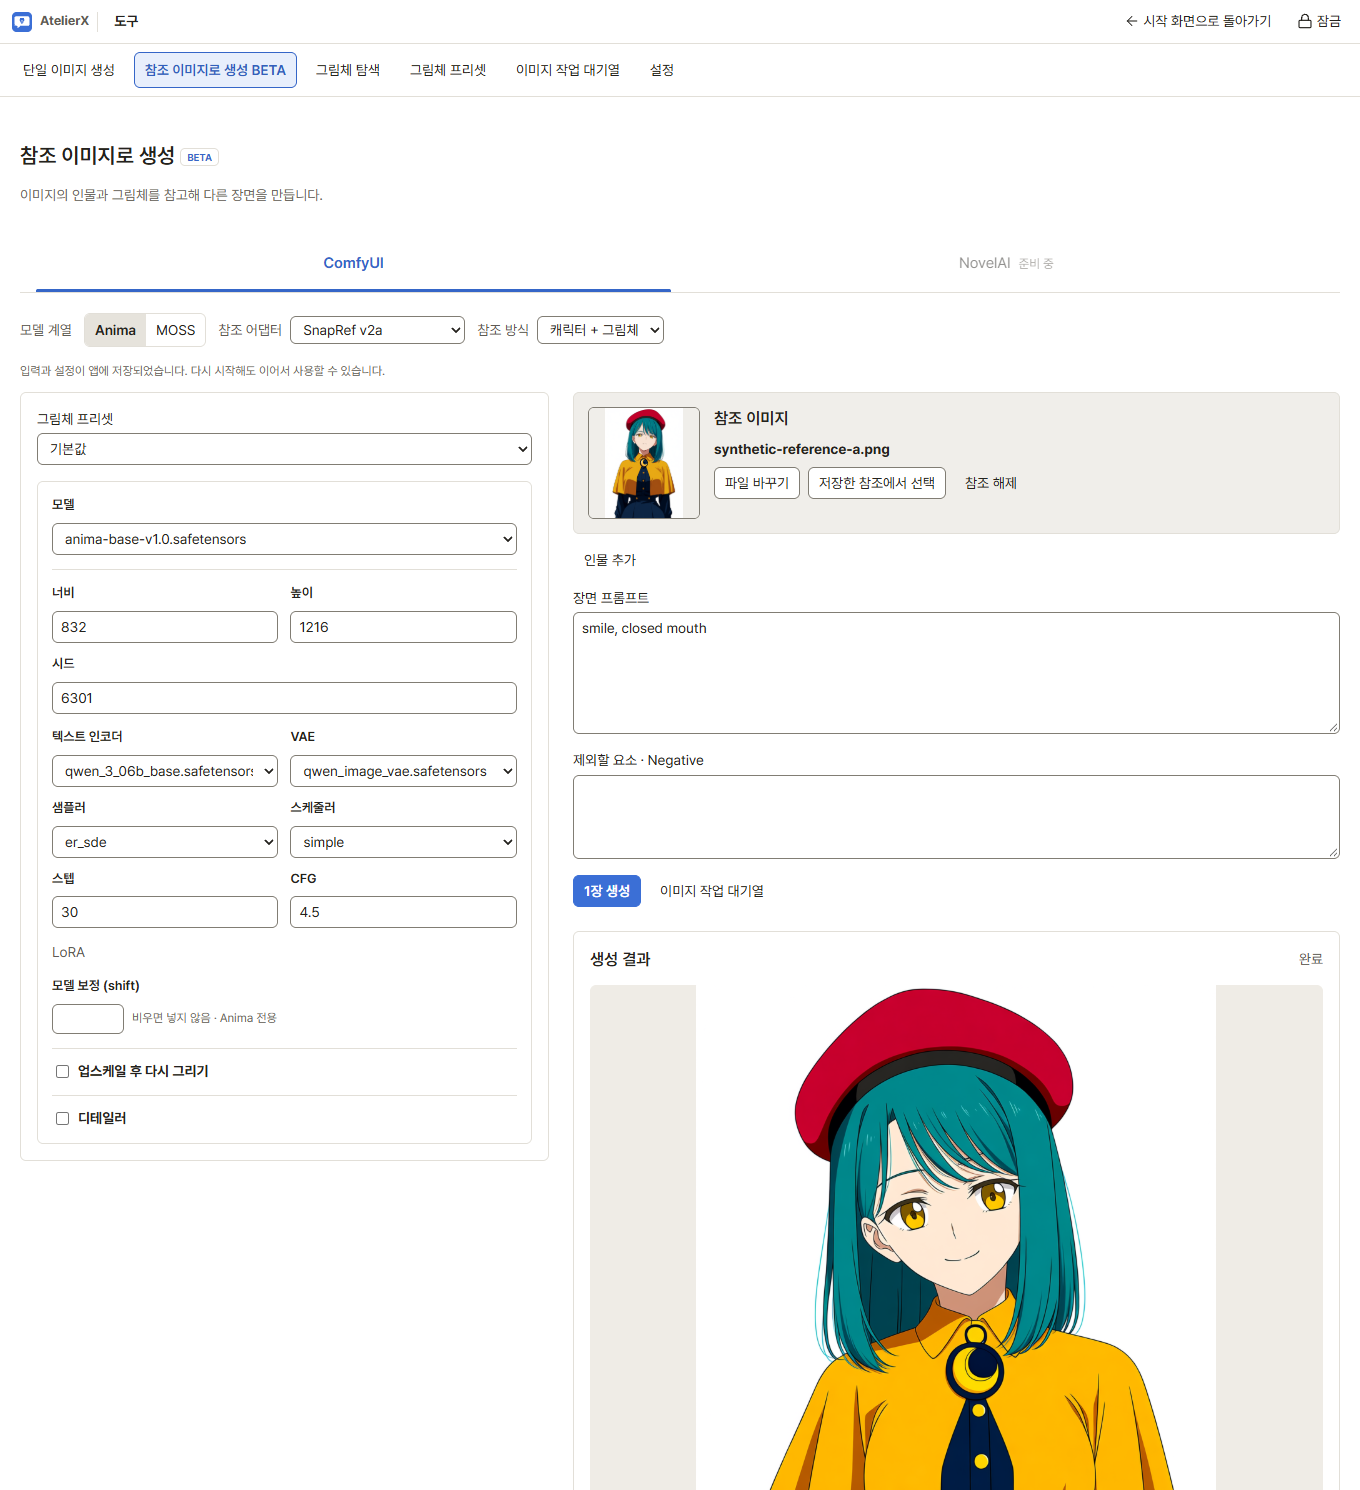 AtelierX
도구
← 시작 화면으로 돌아가기
잠금
단일 이미지 생성
참조 이미지로 생성 BETA
그림체 탐색
그림체 프리셋
이미지 작업 대기열
설정
참조 이미지로 생성 BETA
이미지의 인물과 그림체를 참고해 다른 장면을 만듭니다.
ComfyUI
NovelAI 준비 중
모델 계열
Anima
MOSS
참조 어댑터
SnapRef v2a
참조 방식
캐릭터 + 그림체
입력과 설정이 앱에 저장되었습니다. 다시 시작해도 이어서 사용할 수 있습니다.
그림체 프리셋
기본값
모델
anima-base-v1.0.safetensors
너비
높이
832
1216
시드
6301
텍스트 인코더
VAE
qwen_3_06b_base.safetensors
qwen_image_vae.safetensors
샘플러
스케줄러
er_sde
simple
스텝
CFG
30
4.5
LoRA
모델 보정 (shift)
비우면 넣지 않음 · Anima 전용
업스케일 후 다시 그리기
디테일러
참조 이미지
synthetic-reference-a.png
파일 바꾸기
저장한 참조에서 선택
참조 해제
인물 추가
장면 프롬프트
smile, closed mouth
제외할 요소 · Negative
1장 생성
이미지 작업 대기열
생성 결과
완료